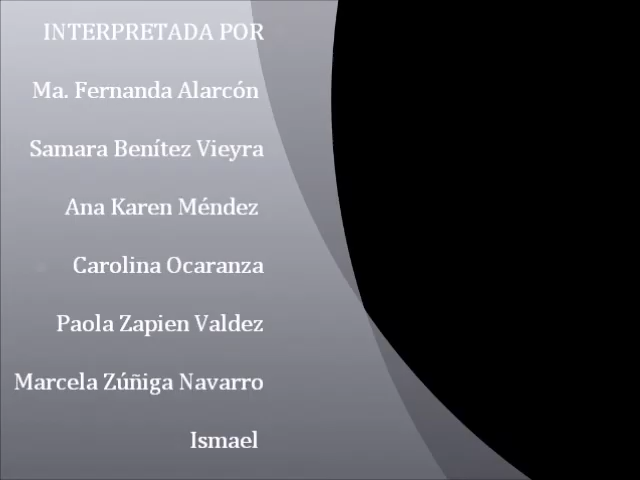 INTERPRETADA POR
Ma. Fernanda Alarcón
Samara Benítez Vieyra
Ana Karen Méndez
Carolina Ocaranza
Paola Zapien Valdez
Marcela Zúñiga Navarro
Ismael